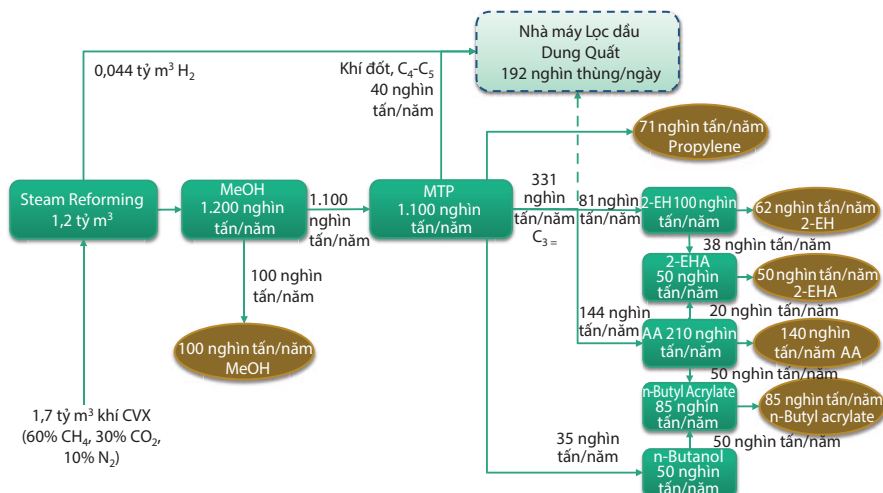 Nhà máy Lọc dầu
Dung Quất
192 nghìn thùng/ngày
0,044 tỷ m³ H₂
Khí đốt, C₄-C₅
40 nghìn
tấn/năm
71 nghìn tấn/năm
Propylene
Steam Reforming
1,2 tỷ m³
MeOH
1.200 nghìn
tấn/năm
1.100
nghìn
tấn/năm
MTP
1.100 nghìn
tấn/năm
331
nghìn
tấn/năm
C₃ =
81 nghìn
tấn/năm
2-EH 100 nghìn
tấn/năm
62 nghìn tấn/năm
2-EH
38 nghìn tấn/năm
2-EHA
50 nghìn
tấn/năm
50 nghìn tấn/năm
2-EHA
20 nghìn tấn/năm
144 nghìn
tấn/năm
AA 210 nghìn
tấn/năm
140 nghìn
tấn/năm AA
50 nghìn tấn/năm
n-Butyl Acrylate
85 nghìn
tấn/năm
85 nghìn tấn/năm
n-Butyl acrylate
50 nghìn tấn/năm
35 nghìn
tấn/năm
n-Butanol
50 nghìn
tấn/năm
100 nghìn
tấn/năm
100 nghìn tấn/năm
MeOH
1,7 tỷ m³ khí CVX
(60% CH₄, 30% CO₂,
10% N₂)